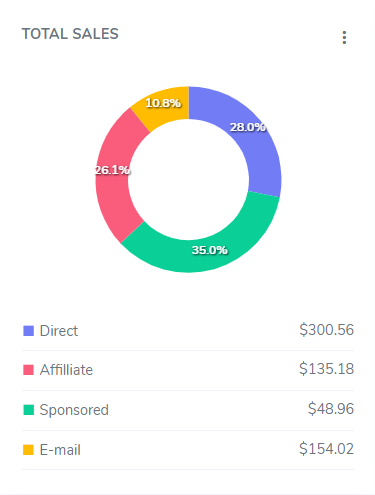 TOTAL SALES
10.8%
28.0%
26.1%
35.0%
Direct $300.56
Affilliate $135.18
Sponsored $48.96
E-mail $154.02